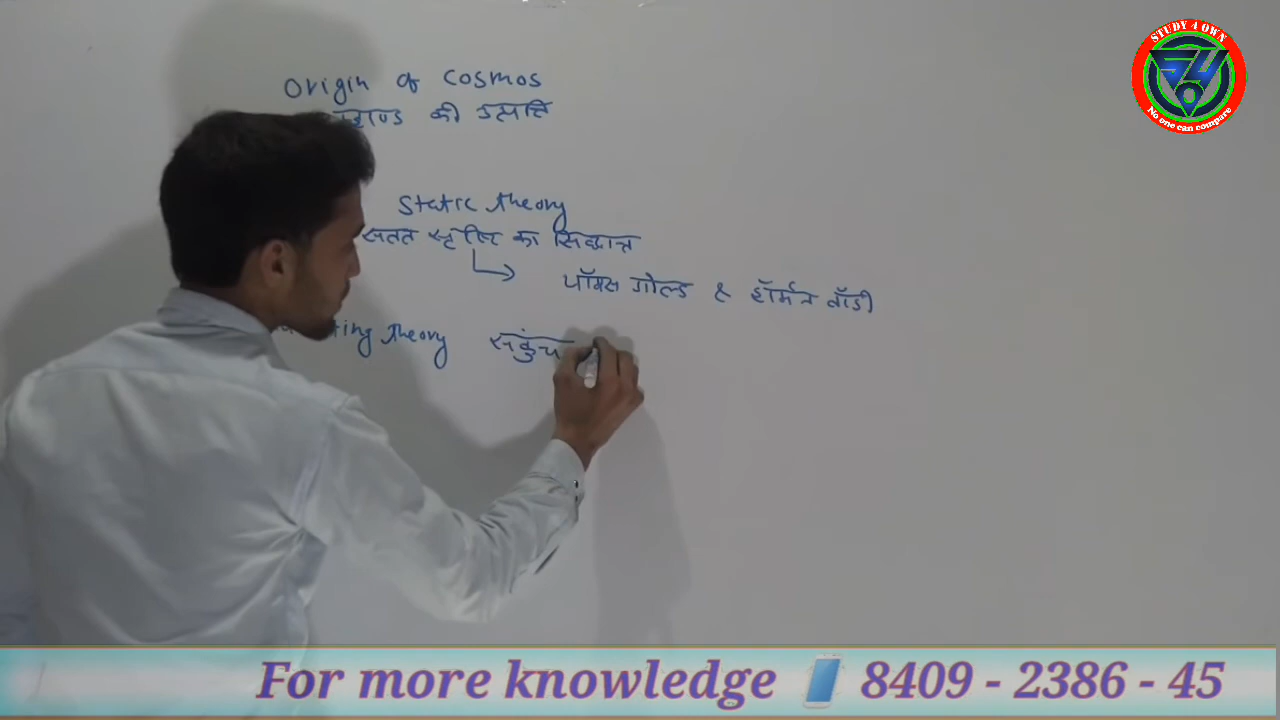 Origin of Cosmos
की उत्पत्ति
Static theory
सतत सृष्टि का सिद्धान्त
थॉमस गोल्ड & हॉर्मन बॉडी
theory संकुंच
STUDY 4 OWN
No one can compare
For more knowledge 8409 - 2386 - 45